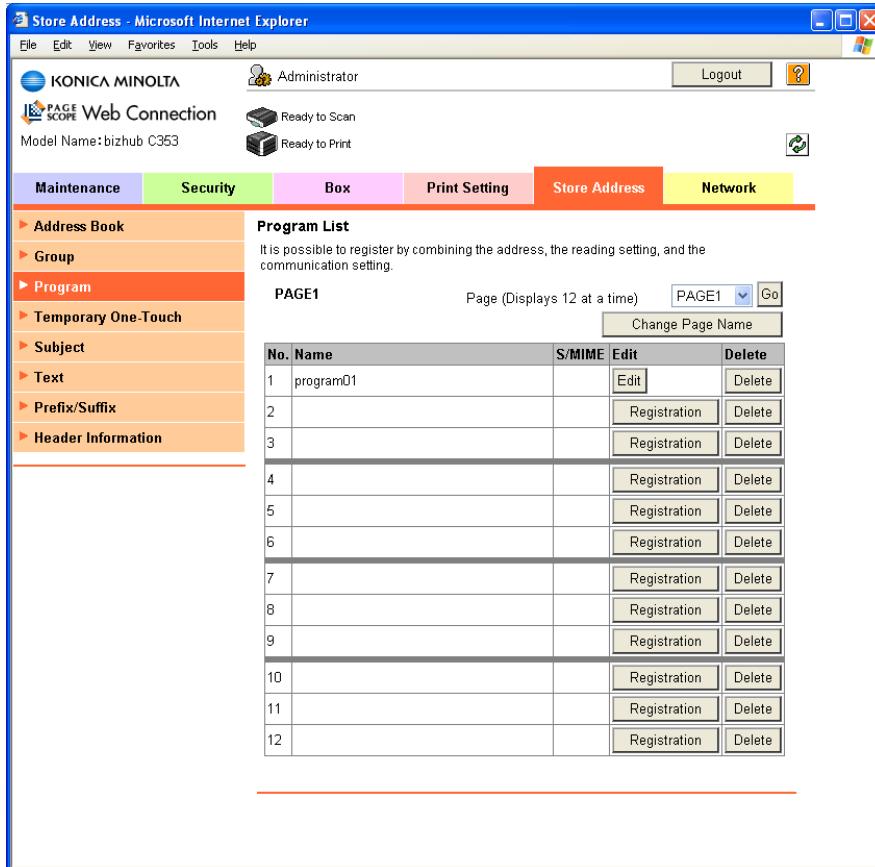 Store Address - Microsoft Internet Explorer
File Edit View Favorites Tools Help
KONICA MINOLTA
Administrator
Logout
?
PAGE SCOPE Web Connection
Ready to Scan
Model Name:bizhub C353
Ready to Print
Maintenance Security Box Print Setting Store Address Network
Address Book
Group
Program
Temporary One-Touch
Subject
Text
Prefix/Suffix
Header Information
Program List
It is possible to register by combining the address, the reading setting, and the
communication setting.
PAGE1 Page (Displays 12 at a time) PAGE1 Go
Change Page Name
No. Name S/MIME Edit Delete
1 program01 Edit Delete
2 Registration Delete
3 Registration Delete
4 Registration Delete
5 Registration Delete
6 Registration Delete
7 Registration Delete
8 Registration Delete
9 Registration Delete
10 Registration Delete
11 Registration Delete
12 Registration Delete